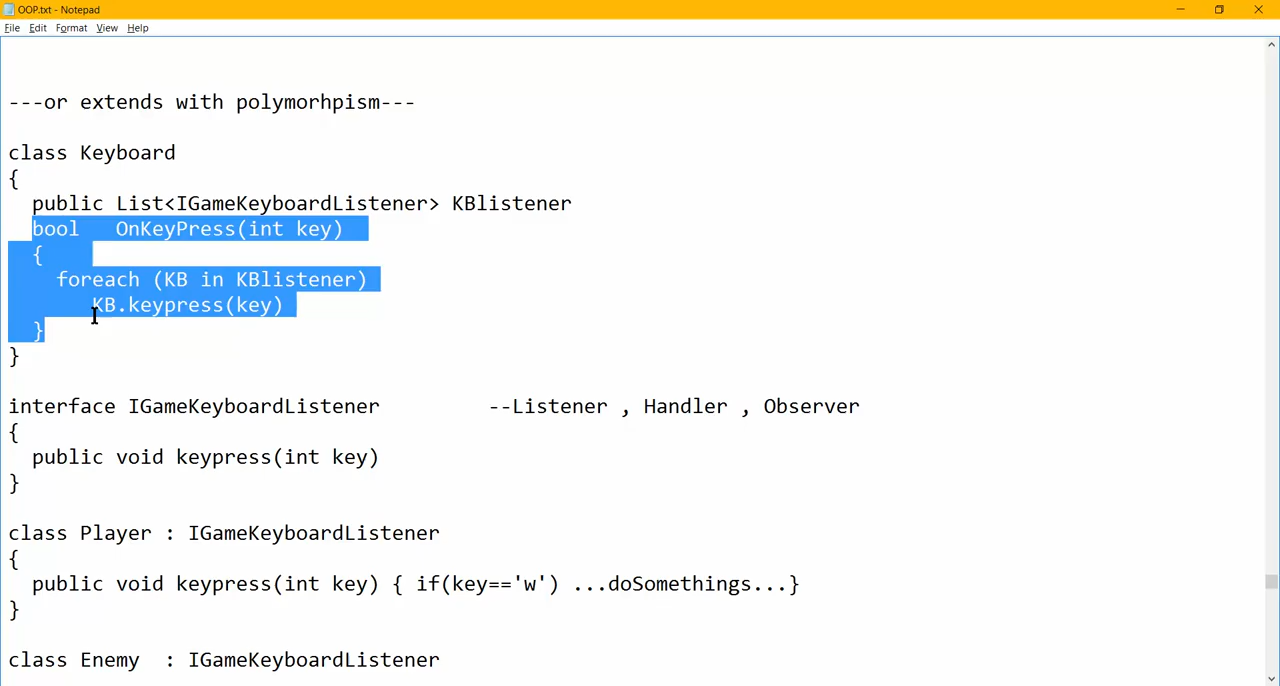 OOP.txt - Notepad
File Edit Format View Help
---or extends with polymorhpism---
class Keyboard
{
public List<IGameKeyboardListener> KBlistener
bool OnKeyPress(int key)
{
foreach (KB in KBlistener)
KB.keypress(key)
}
}
interface IGameKeyboardListener --Listener , Handler , Observer
{
public void keypress(int key)
}
class Player : IGameKeyboardListener
{
public void keypress(int key) { if(key=='w') ...doSomethings...}
}
class Enemy : IGameKeyboardListener